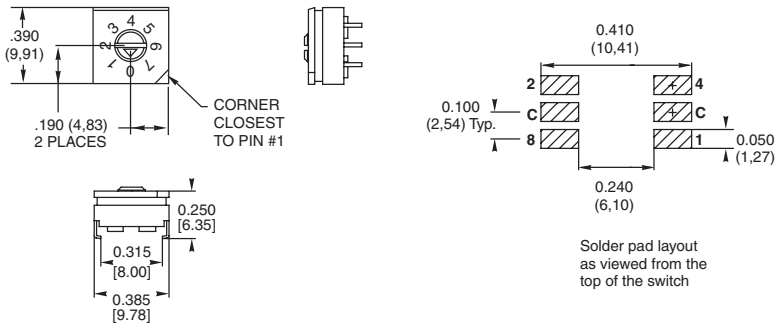 .390
(9,91)
4
3
5
2
6
1
7
0
.190 (4,83)
2 PLACES
CORNER
CLOSEST
TO PIN #1
0.250
[6.35]
0.315
[8.00]
0.385
[9.78]
0.410
(10,41)
2
4
0.100
(2,54) Typ.
C
C
8
1
0.050
(1,27)
0.240
(6,10)
Solder pad layout
as viewed from the
top of the switch